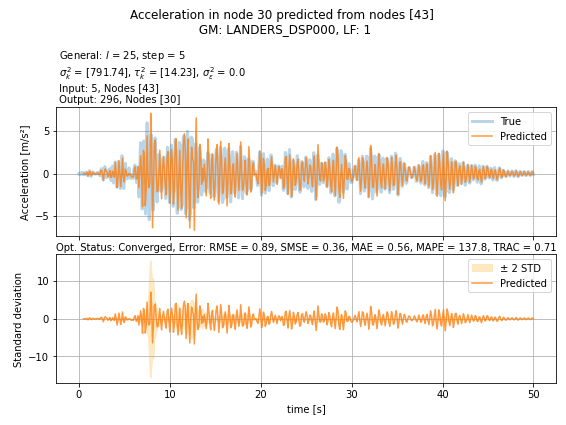 Acceleration in node 30 predicted from nodes [43]
GM: LANDERS_DSP000, LF: 1
General: l = 25, step = 5
σ²ₖ = [791.74], τ²ₖ = [14.23], σ²ε = 0.0
Input: 5, Nodes [43]
Output: 296, Nodes [30]
Acceleration [m/s²]
5
0
−5
True
Predicted
Opt. Status: Converged, Error: RMSE = 0.89, SMSE = 0.36, MAE = 0.56, MAPE = 137.8, TRAC = 0.71
Standard deviation
10
0
−10
± 2 STD
Predicted
0 10 20 30 40 50
time [s]